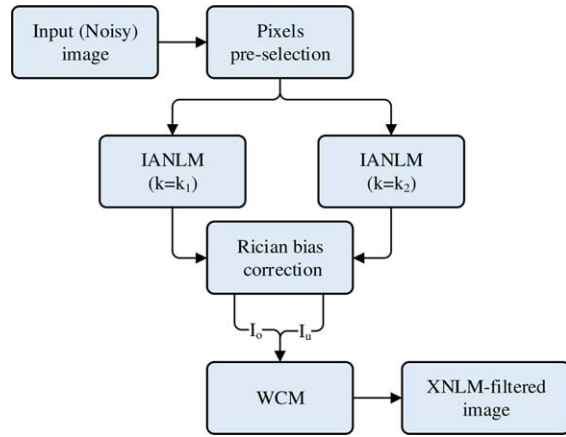 Input (Noisy)
image
Pixels
pre-selection
IANLM
(k=k₁)
IANLM
(k=k₂)
Rician bias
correction
Iₒ
Iᵤ
WCM
XNLM-filtered
image